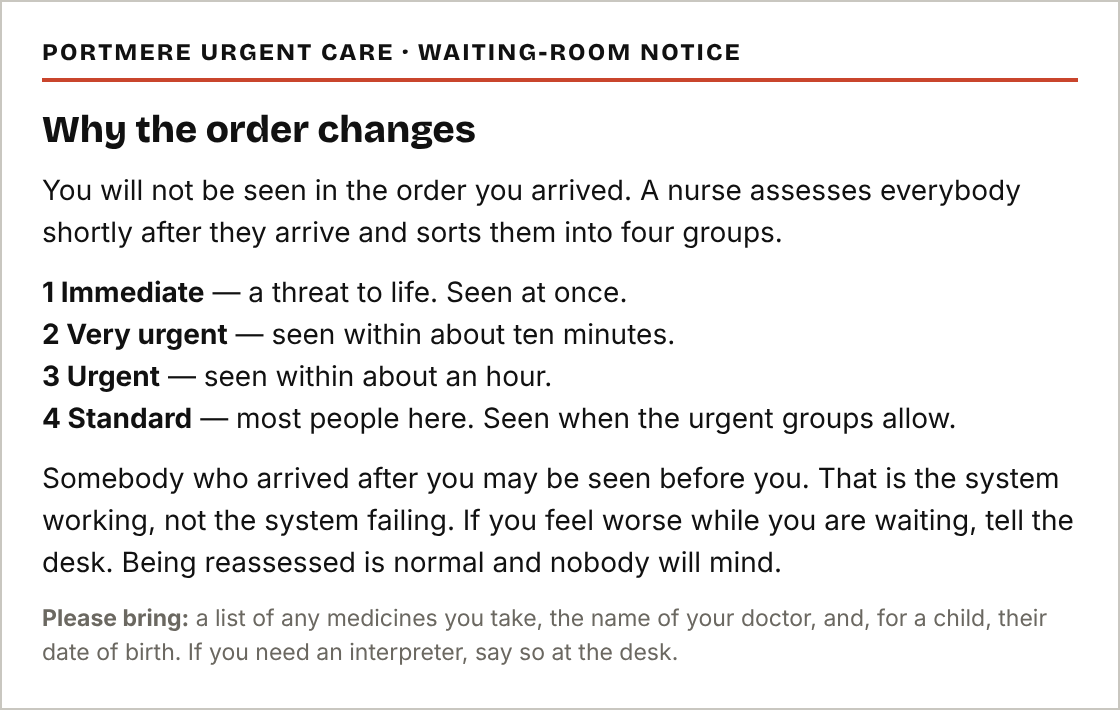 PORTMERE URGENT CARE · WAITING-ROOM NOTICE
Why the order changes
You will not be seen in the order you arrived. A nurse assesses everybody
shortly after they arrive and sorts them into four groups.
1 Immediate — a threat to life. Seen at once.
2 Very urgent — seen within about ten minutes.
3 Urgent — seen within about an hour.
4 Standard — most people here. Seen when the urgent groups allow.
Somebody who arrived after you may be seen before you. That is the system
working, not the system failing. If you feel worse while you are waiting, tell the
desk. Being reassessed is normal and nobody will mind.
Please bring: a list of any medicines you take, the name of your doctor, and, for a child, their
date of birth. If you need an interpreter, say so at the desk.